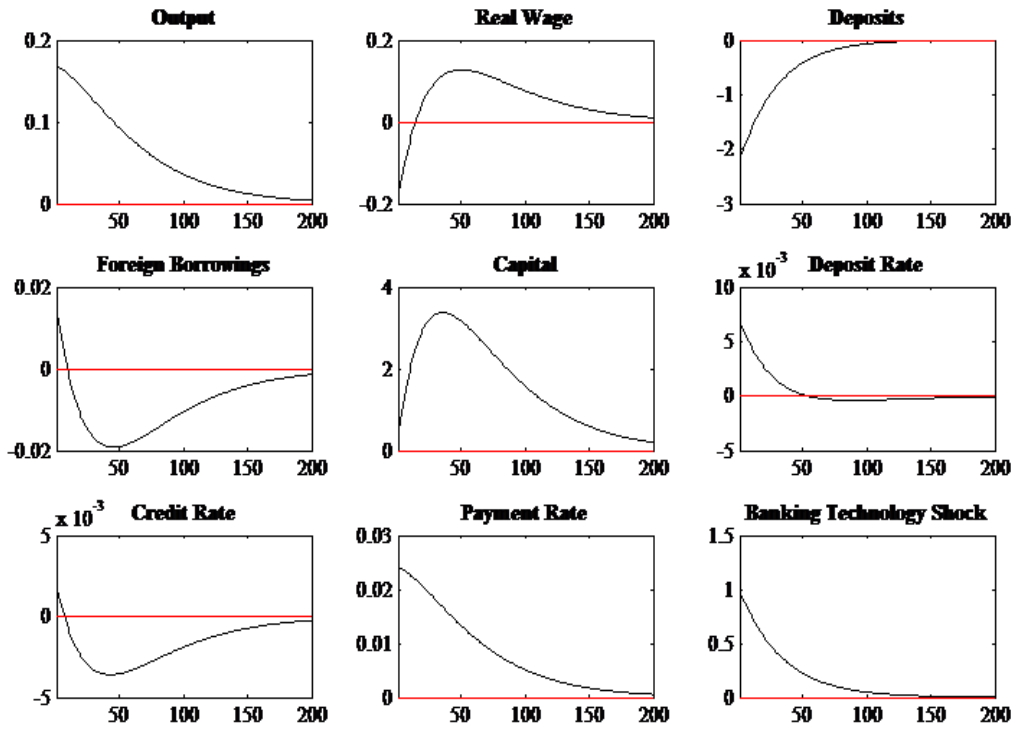 Output
0.2
0.1
0
50 100 150 200
Real Wage
0.2
0
-0.2
50 100 150 200
Deposits
0
-1
-2
-3
50 100 150 200
Foreign Borrowings
0.02
0
-0.02
50 100 150 200
Capital
4
2
0
50 100 150 200
x 10^-3 Deposit Rate
10
5
0
-5
50 100 150 200
x 10^-3 Credit Rate
5
0
-5
50 100 150 200
Payment Rate
0.03
0.02
0.01
0
50 100 150 200
Banking Technology Shock
1.5
1
0.5
0
50 100 150 200